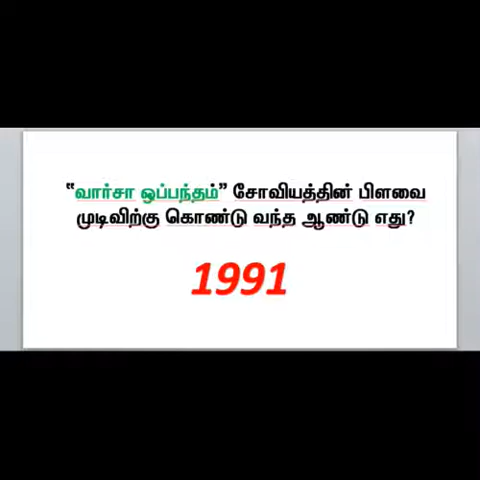 “வார்சா ஒப்பந்தம்” சோவியத்தின் பிளவை
முடிவிற்கு கொண்டு வந்த ஆண்டு எது?
1991